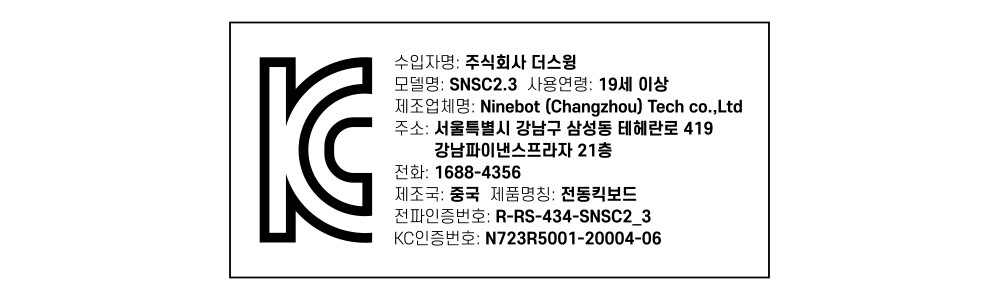 KC
수입자명: 주식회사 더스윙
모델명: SNSC2.3 사용연령: 19세 이상
제조업체명: Ninebot (Changzhou) Tech co.,Ltd
주소: 서울특별시 강남구 삼성동 테헤란로 419
강남파이낸스프라자 21층
전화: 1688-4356
제조국: 중국 제품명칭: 전동킥보드
전파인증번호: R-RS-434-SNSC2_3
KC인증번호: N723R5001-20004-06